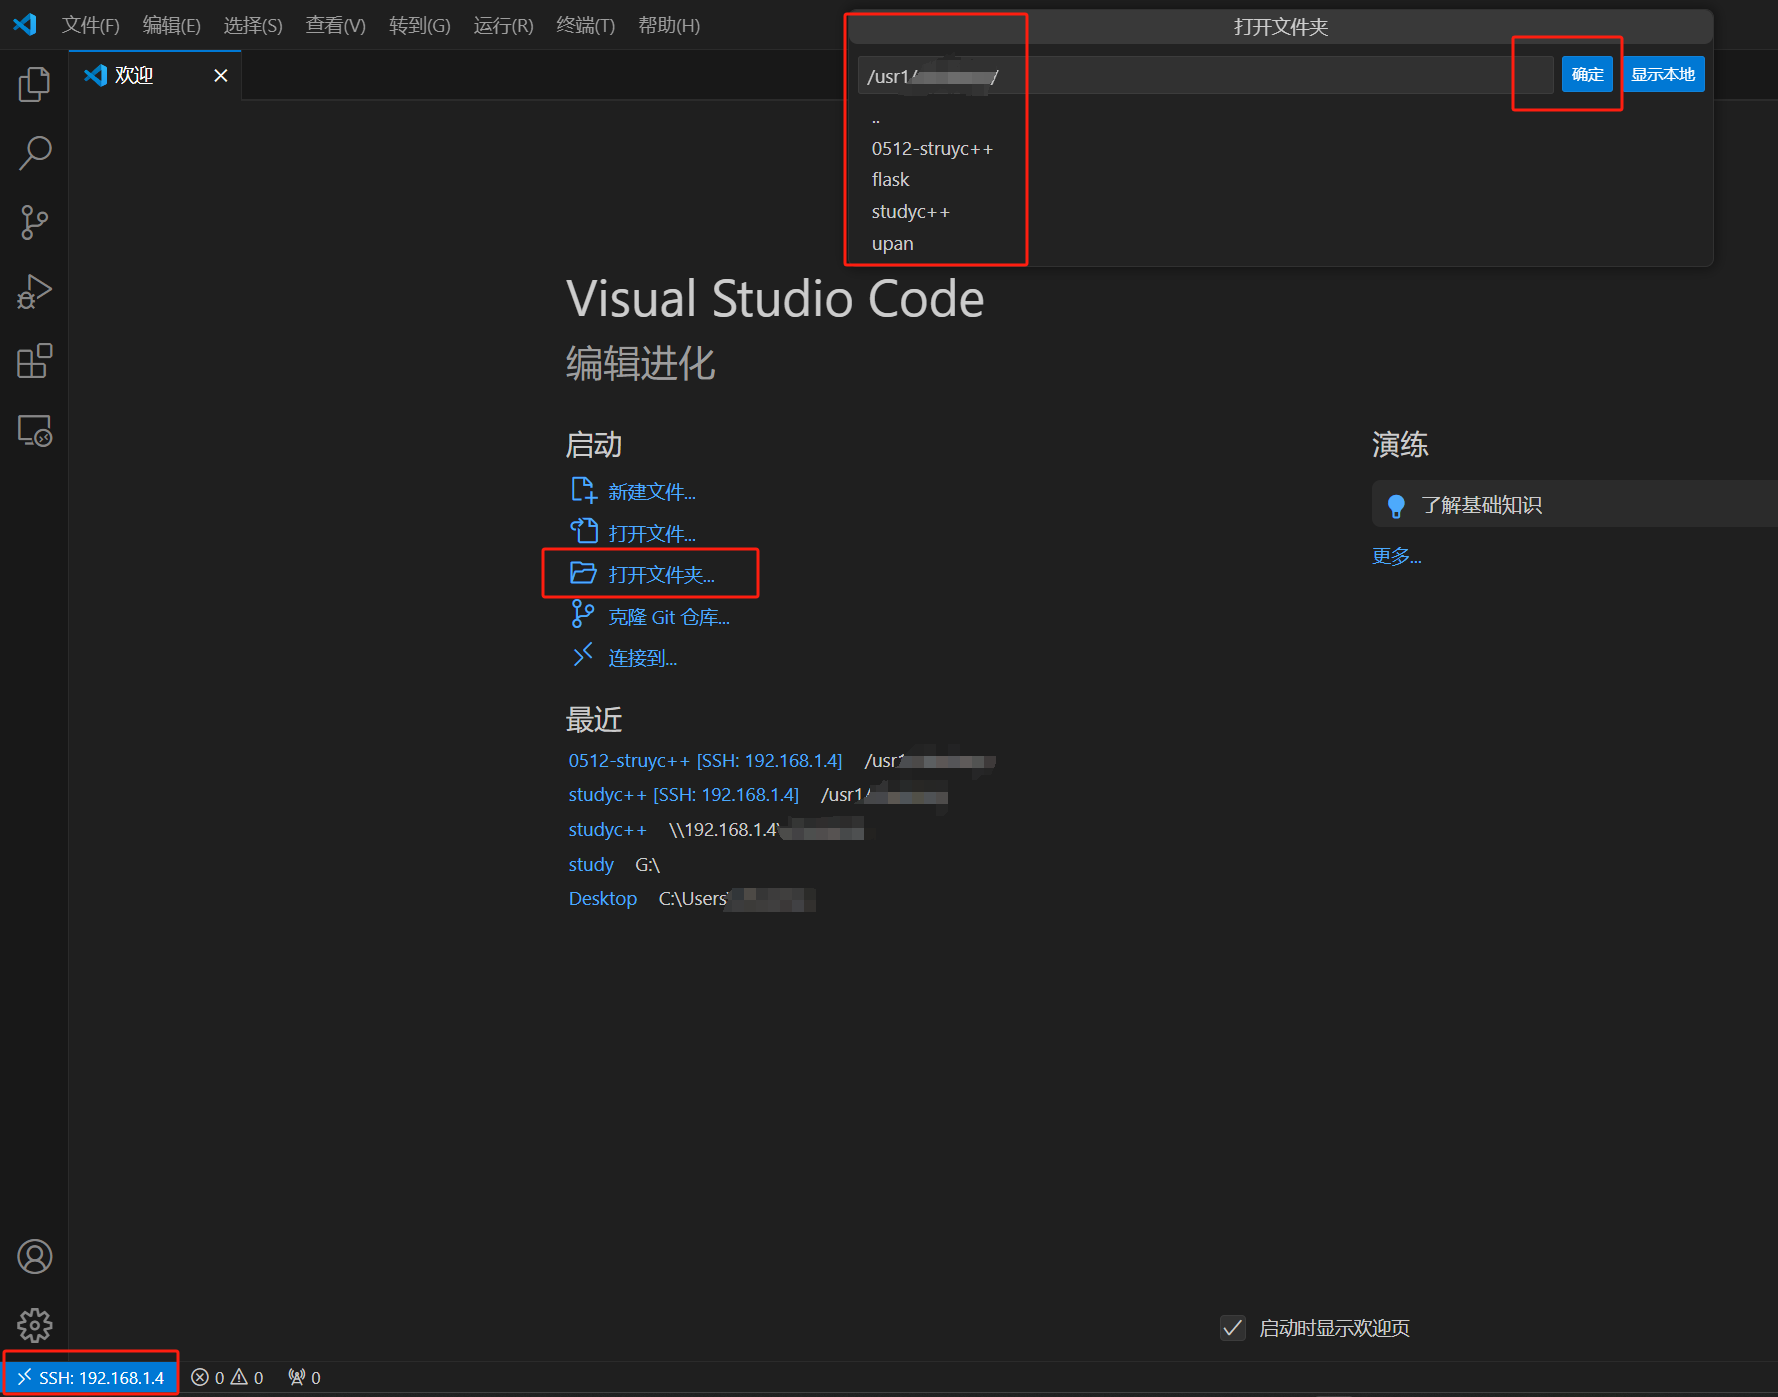 文件(F) 编辑(E) 选择(S) 查看(V) 转到(G) 运行(R) 终端(T) 帮助(H)
打开文件夹
欢迎
/usr1/ /
确定 显示本地
..
0512-struyc++
flask
studyc++
upan
Visual Studio Code
编辑进化
启动
新建文件...
打开文件...
打开文件夹...
克隆 Git 仓库...
连接到...
演练
了解基础知识
更多...
最近
0512-struyc++ [SSH: 192.168.1.4] /usr1
studyc++ [SSH: 192.168.1.4] /usr1/
studyc++ \\192.168.1.4\
study G:\
Desktop C:\Users\
启动时显示欢迎页
SSH: 192.168.1.4 0 0 0